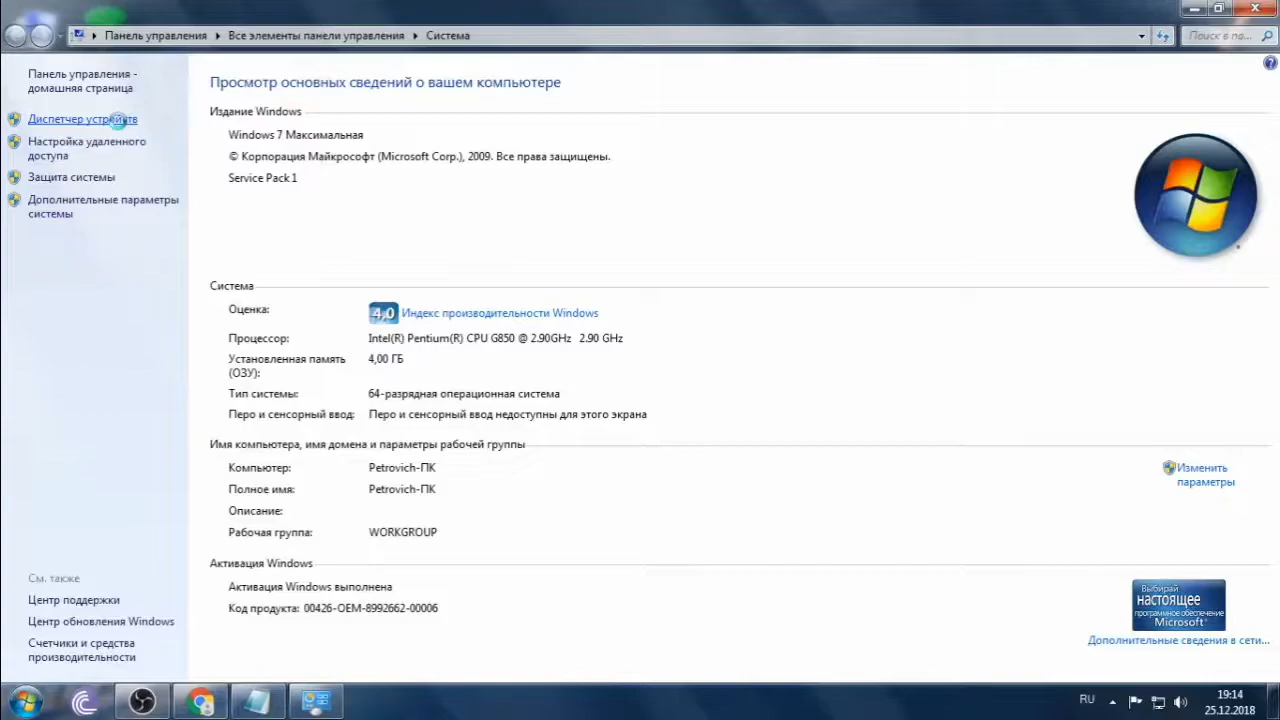 Панель управления
Все элементы панели управления
Система
Поиск в па...
Панель управления -
домашняя страница
Диспетчер устройств
Настройка удаленного
доступа
Защита системы
Дополнительные параметры
системы
Просмотр основных сведений о вашем компьютере
Издание Windows
Windows 7 Максимальная
© Корпорация Майкрософт (Microsoft Corp.), 2009. Все права защищены.
Service Pack 1
Система
Оценка:
4,0 Индекс производительности Windows
Процессор: Intel(R) Pentium(R) CPU G850 @ 2.90GHz 2.90 GHz
Установленная память 4,00 ГБ
(ОЗУ):
Тип системы: 64-разрядная операционная система
Перо и сенсорный ввод: Перо и сенсорный ввод недоступны для этого экрана
Имя компьютера, имя домена и параметры рабочей группы
Компьютер: Petrovich-ПК
Полное имя: Petrovich-ПК
Описание:
Рабочая группа: WORKGROUP
Изменить
параметры
Активация Windows
Активация Windows выполнена
Код продукта: 00426-OEM-8992662-00006
Выбирай
настоящее
программное обеспечение
Microsoft®
Дополнительные сведения в сети...
См. также
Центр поддержки
Центр обновления Windows
Счетчики и средства
производительности
RU
19:14
25.12.2018